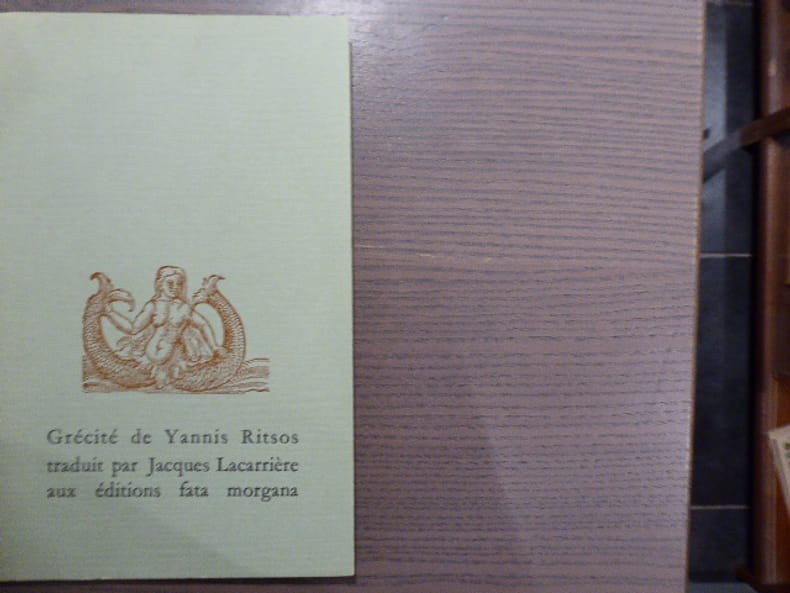 Grécité de Yannis Ritsos
traduit par Jacques Lacarrière
aux éditions fata morgana